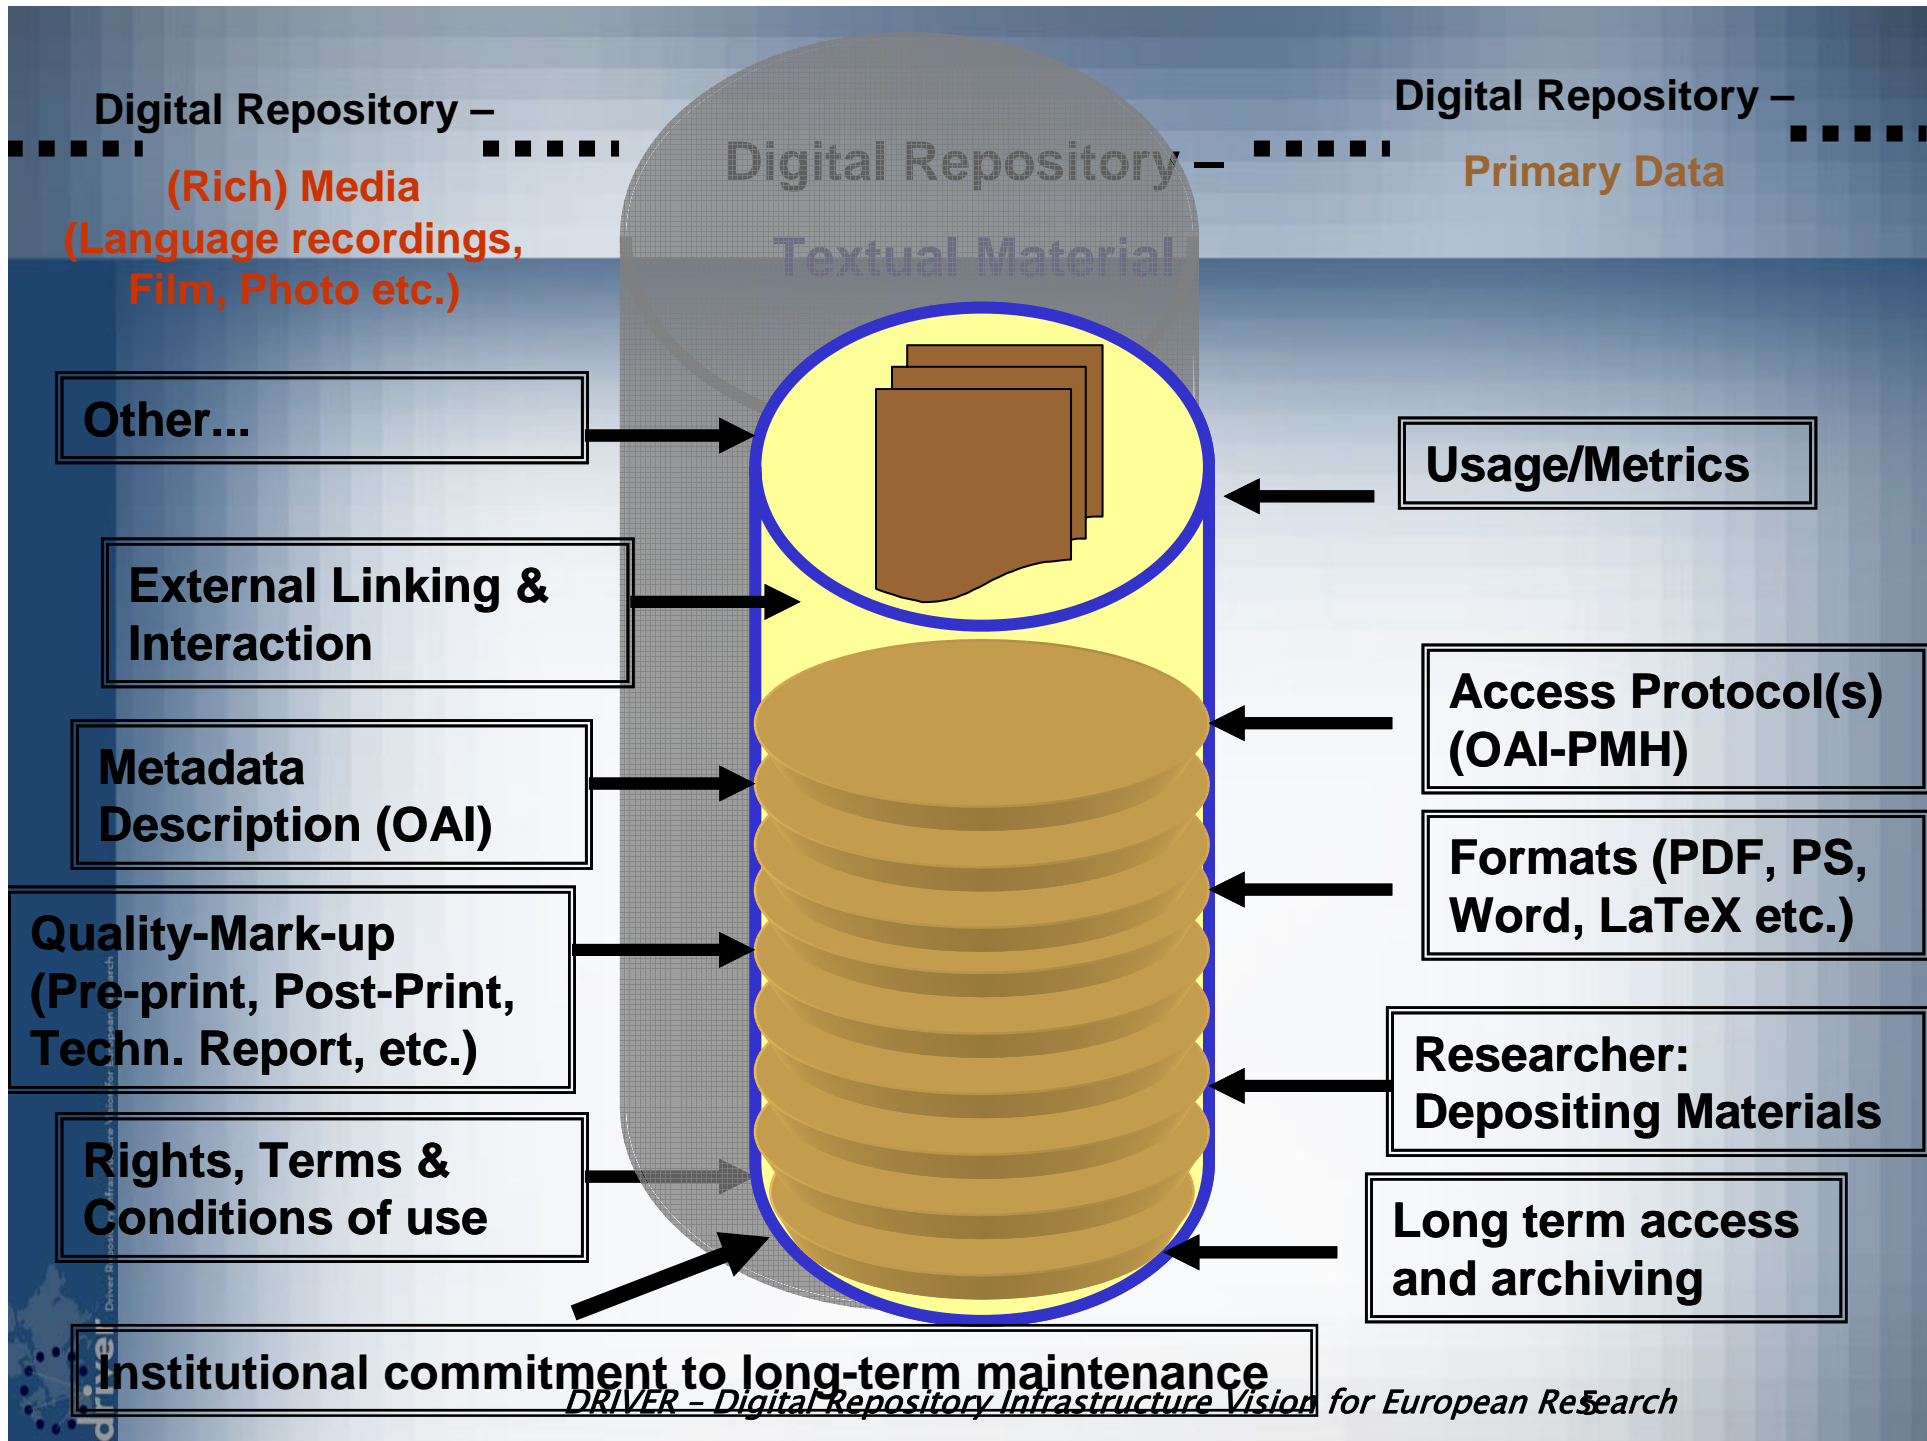 Digital Repository –
(Rich) Media
(Language recordings,
Film, Photo etc.)
Digital Repository –
Textual Material
Digital Repository –
Primary Data
Other...
External Linking &
Interaction
Metadata
Description (OAI)
Quality-Mark-up
(Pre-print, Post-Print,
Techn. Report, etc.)
Rights, Terms &
Conditions of use
Institutional commitment to long-term maintenance
Usage/Metrics
Access Protocol(s)
(OAI-PMH)
Formats (PDF, PS,
Word, LaTeX etc.)
Researcher:
Depositing Materials
Long term access
and archiving
driver
DRIVER – Digital Repository Infrastructure Vision for European Research
5